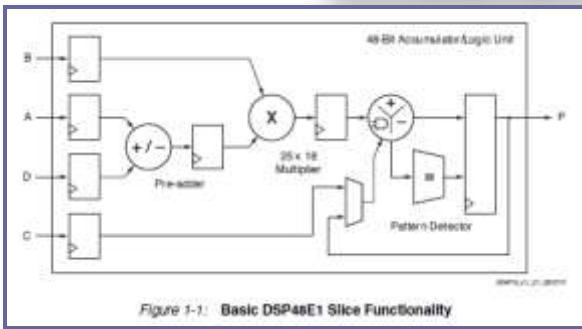 48-Bit Accumulator/Logic Unit
B
A
X
+
−
P
+/−
D
25 x 18
Multiplier
Pre-adder
=
C
Pattern Detector
Figure 1-1: Basic DSP48E1 Slice Functionality